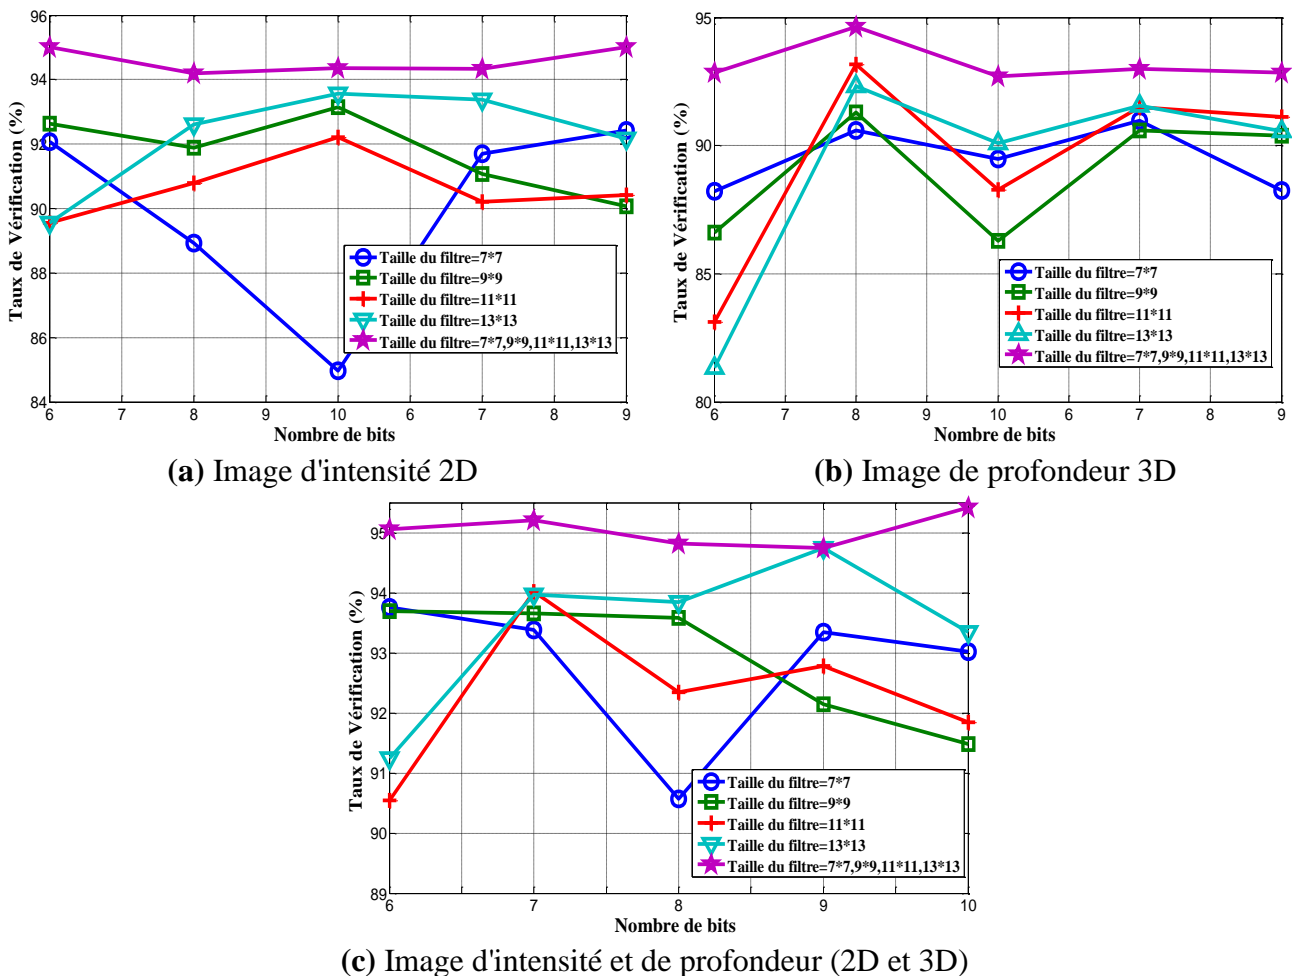 96
94
92
90
88
86
84
Taux de Vérification (%)
6 7 8 9 10 6 7 8 9
Nombre de bits
Taille du filtre=7*7
Taille du filtre=9*9
Taille du filtre=11*11
Taille du filtre=13*13
Taille du filtre=7*7,9*9,11*11,13*13
(a) Image d'intensité 2D
95
90
85
80
Taux de Vérification (%)
6 7 8 9 10 6 7 8 9
Nombre de bits
Taille du filtre=7*7
Taille du filtre=9*9
Taille du filtre=11*11
Taille du filtre=13*13
Taille du filtre=7*7,9*9,11*11,13*13
(b) Image de profondeur 3D
95
94
93
92
91
90
89
Taux de Vérification (%)
6 7 8 9 10
Nombre de bits
Taille du filtre=7*7
Taille du filtre=9*9
Taille du filtre=11*11
Taille du filtre=13*13
Taille du filtre=7*7,9*9,11*11,13*13
(c) Image d'intensité et de profondeur (2D et 3D)